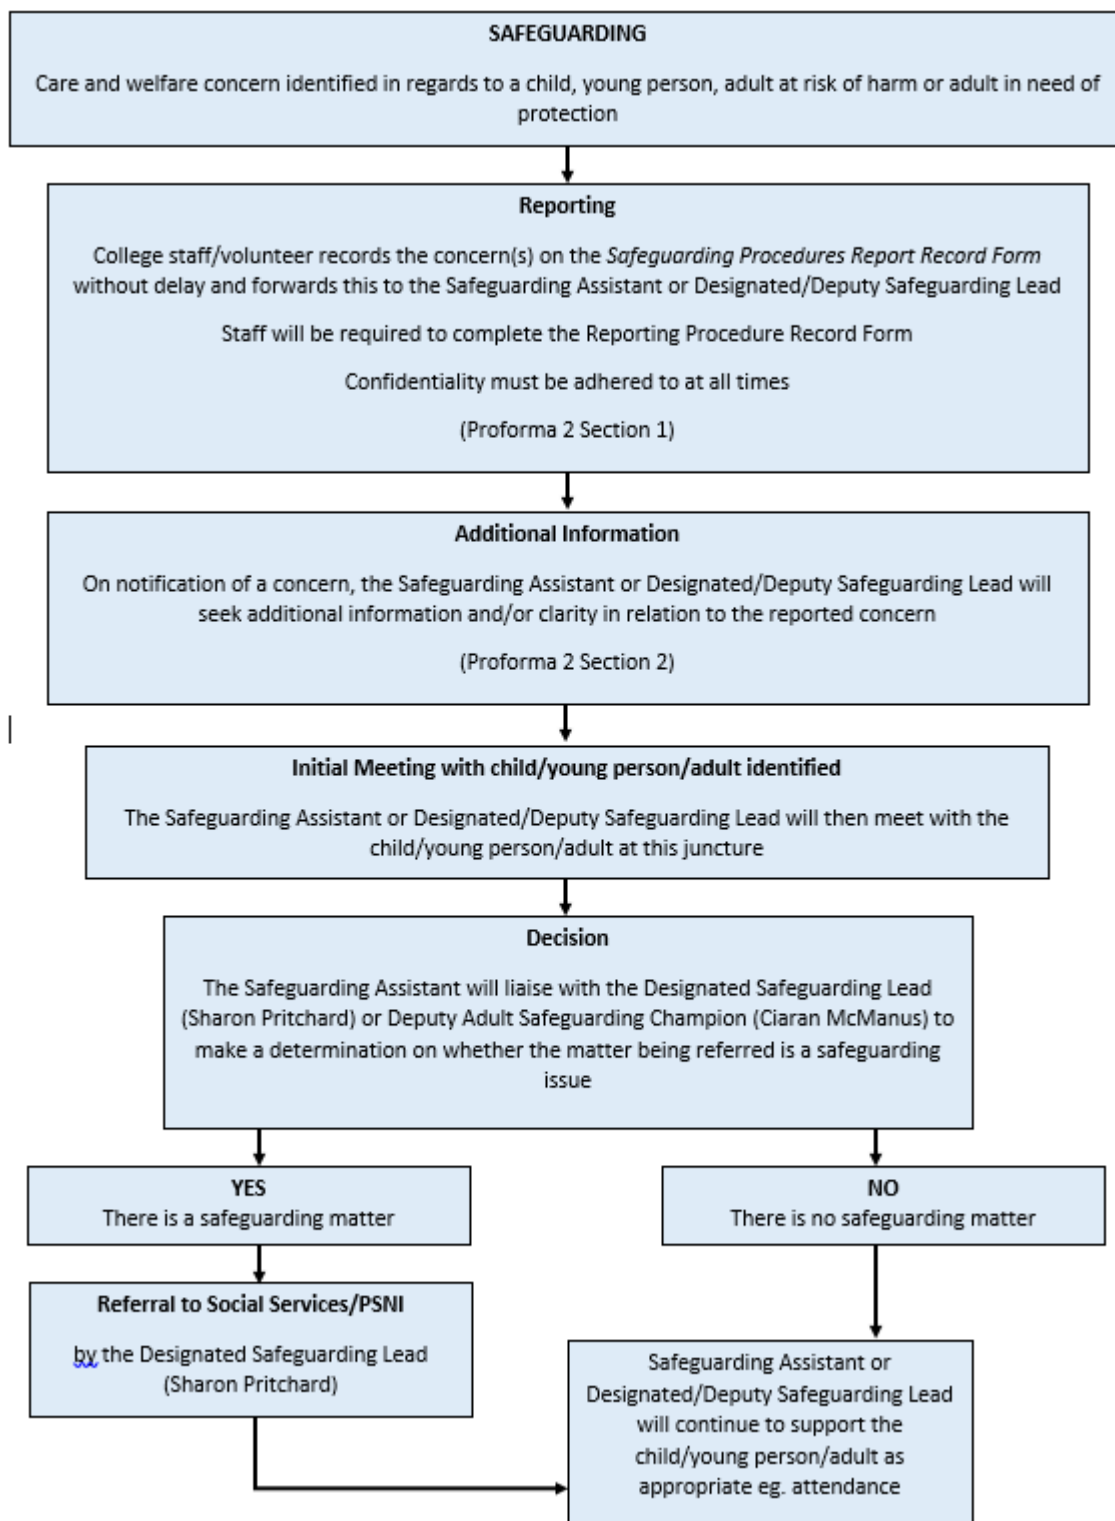 SAFEGUARDING
Care and welfare concern identified in regards to a child, young person, adult at risk of harm or adult in need of
protection
Reporting
College staff/volunteer records the concern(s) on the Safeguarding Procedures Report Record Form
without delay and forwards this to the Safeguarding Assistant or Designated/Deputy Safeguarding Lead
Staff will be required to complete the Reporting Procedure Record Form
Confidentiality must be adhered to at all times
(Proforma 2 Section 1)
Additional Information
On notification of a concern, the Safeguarding Assistant or Designated/Deputy Safeguarding Lead will
seek additional information and/or clarity in relation to the reported concern
(Proforma 2 Section 2)
Initial Meeting with child/young person/adult identified
The Safeguarding Assistant or Designated/Deputy Safeguarding Lead will then meet with the
child/young person/adult at this juncture
Decision
The Safeguarding Assistant will liaise with the Designated Safeguarding Lead
(Sharon Pritchard) or Deputy Adult Safeguarding Champion (Ciaran McManus) to
make a determination on whether the matter being referred is a safeguarding
issue
YES
There is a safeguarding matter
NO
There is no safeguarding matter
Referral to Social Services/PSNI
by the Designated Safeguarding Lead
(Sharon Pritchard)
Safeguarding Assistant or
Designated/Deputy Safeguarding Lead
will continue to support the
child/young person/adult as
appropriate eg. attendance